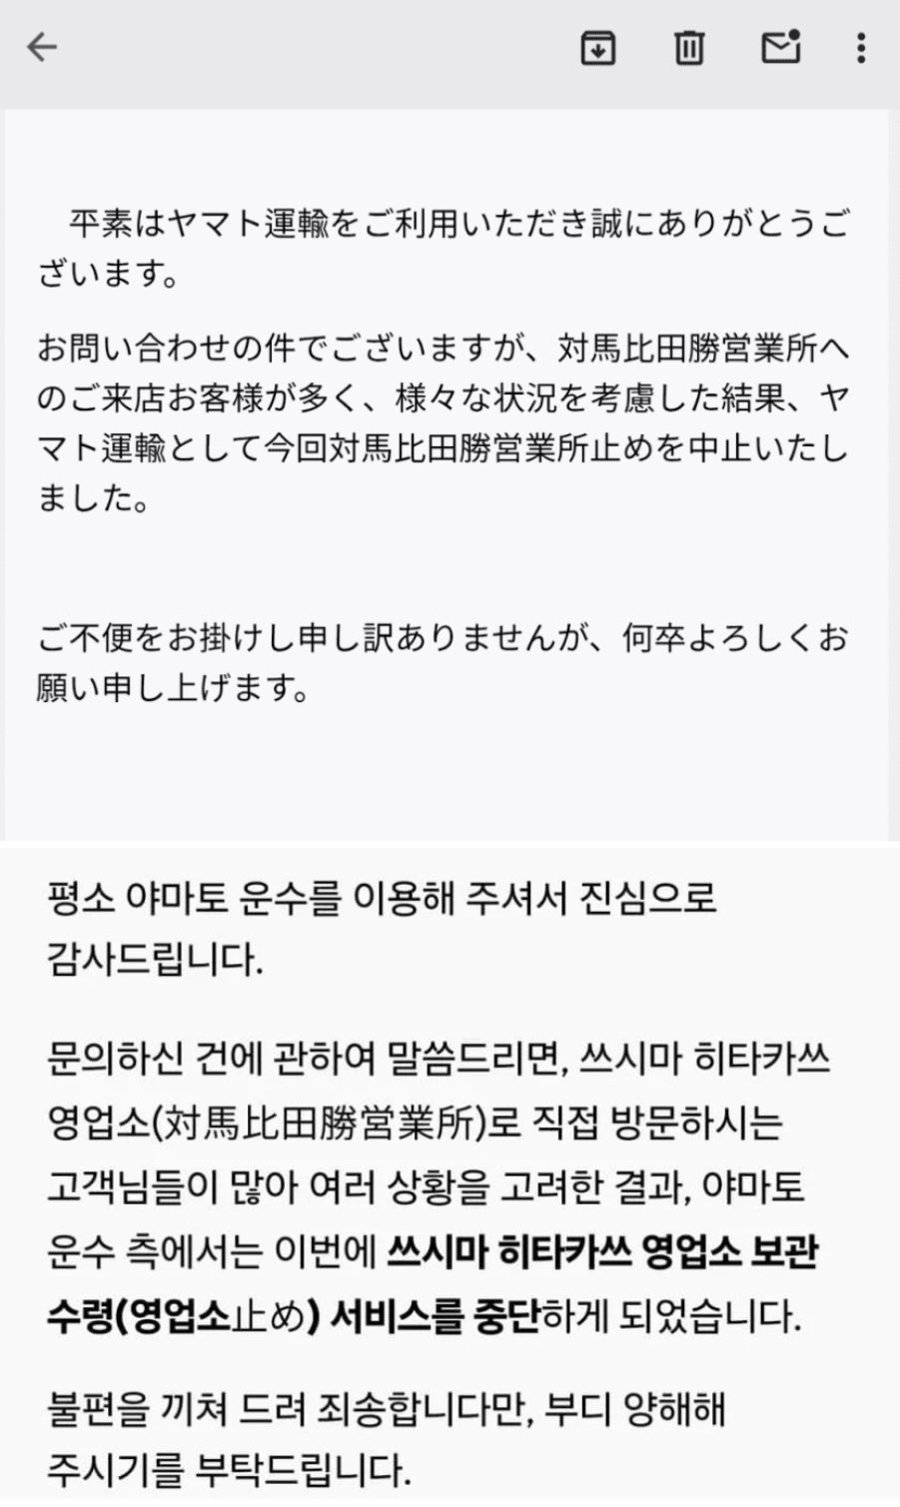 平素はヤマト運輸をご利用いただき誠にありがとうご
ざいます。
お問い合わせの件でございますが、対馬比田勝営業所へ
のご来店お客様が多く、様々な状況を考慮した結果、ヤ
マト運輸として今回対馬比田勝営業所止めを中止いたし
ました。
ご不便をお掛けし申し訳ありませんが、何卒よろしくお
願い申し上げます。
평소 야마토 운수를 이용해 주셔서 진심으로
감사드립니다.
문의하신 건에 관하여 말씀드리면, 쓰시마 히타카쓰
영업소(対馬比田勝営業所)로 직접 방문하시는
고객님들이 많아 여러 상황을 고려한 결과, 야마토
운수 측에서는 이번에 쓰시마 히타카쓰 영업소 보관
수령(영업소止め) 서비스를 중단하게 되었습니다.
불편을 끼쳐 드려 죄송합니다만, 부디 양해해
주시기를 부탁드립니다.